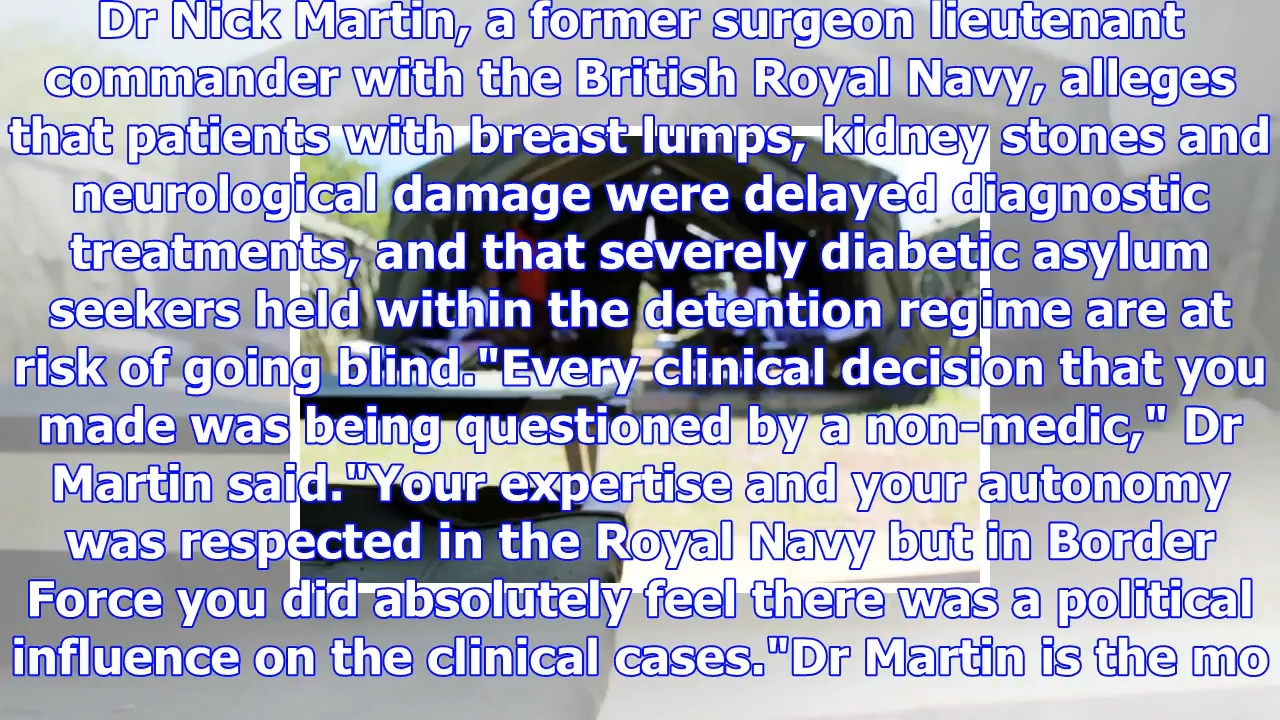 Dr Nick Martin, a former surgeon lieutenant
commander with the British Royal Navy, alleges
that patients with breast lumps, kidney stones and
neurological damage were delayed diagnostic
treatments, and that severely diabetic asylum
seekers held within the detention regime are at
risk of going blind."Every clinical decision that you
made was being questioned by a non-medic," Dr
Martin said."Your expertise and your autonomy
was respected in the Royal Navy but in Border
Force you did absolutely feel there was a political
influence on the clinical cases."Dr Martin is the mo